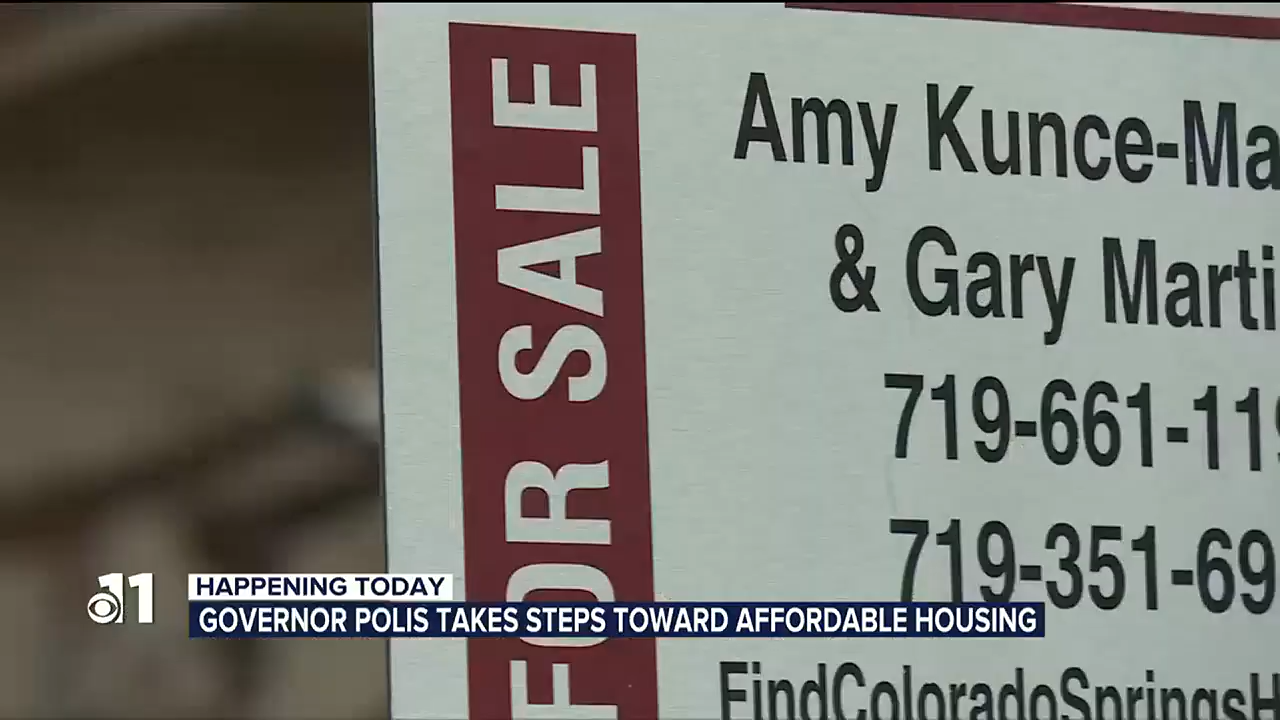 FOR SALE
Amy Kunce-Ma
& Gary Marti
719-661-119
719-351-69
FindColoradoSpringsH
11
HAPPENING TODAY
GOVERNOR POLIS TAKES STEPS TOWARD AFFORDABLE HOUSING